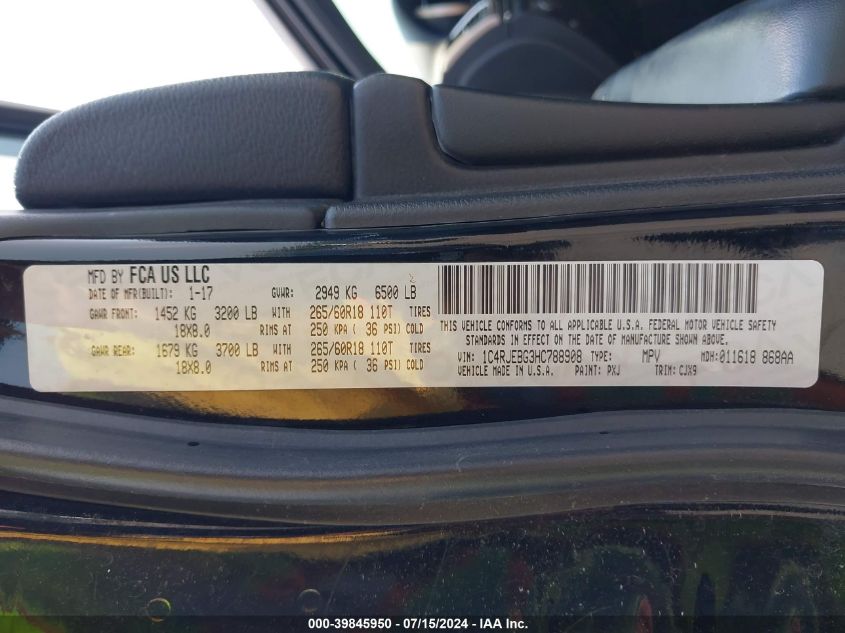 MFD BY FCA US LLC
DATE OF MFR(BUILT): 1-17 GVWR: 2949 KG 6500 LB
GAWR FRONT: 1452 KG 3200 LB WITH 265/60R18 110T TIRES
18X8.0 RIMS AT 250 KPA ( 36 PSI) COLD
GAWR REAR: 1679 KG 3700 LB WITH 265/60R18 110T TIRES
18X8.0 RIMS AT 250 KPA ( 36 PSI) COLD
THIS VEHICLE CONFORMS TO ALL APPLICABLE U.S.A. FEDERAL MOTOR VEHICLE SAFETY
STANDARDS IN EFFECT ON THE DATE OF MANUFACTURE SHOWN ABOVE.
VIN: 1C4RJEBG3HC788908 TYPE: MPV MDH: 011618 868AA
VEHICLE MADE IN U.S.A. PAINT: PXJ TRIM: CJX9
000-39845950 - 07/15/2024 - IAA Inc.